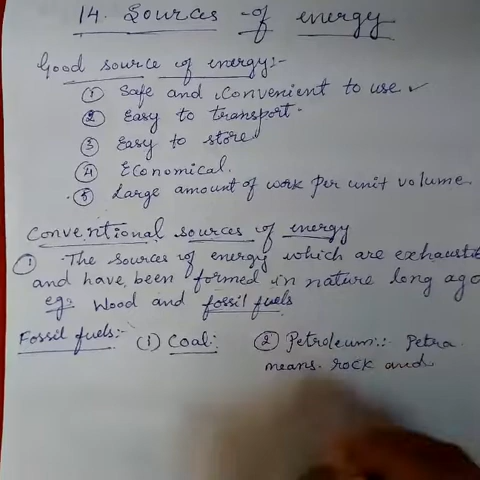 14. Sources of energy
Good source of energy:-
① Safe and convenient to use ✓
② Easy to transport.
③ Easy to store
④ Economical.
⑤ Large amount of work per unit volume.
Conventional sources of energy
① The sources of energy which are exhausti
and have been formed in nature long ago
eg: Wood and fossil fuels
Fossil fuels:- ① Coal: ② Petroleum:: Petra
means rock and